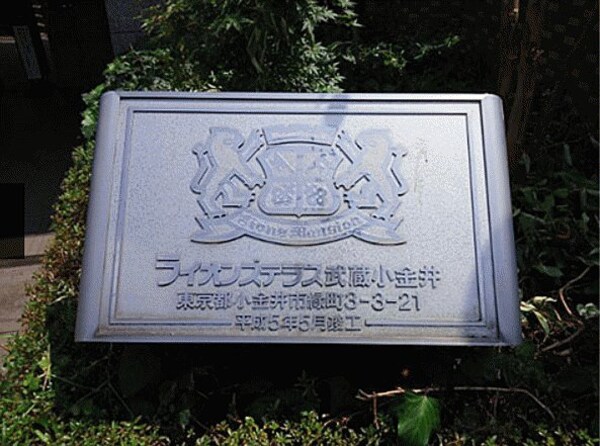 Lions Mansion
ライオンズテラス武蔵小金井
東京都小金井市緑町3-3-21
平成5年5月竣工